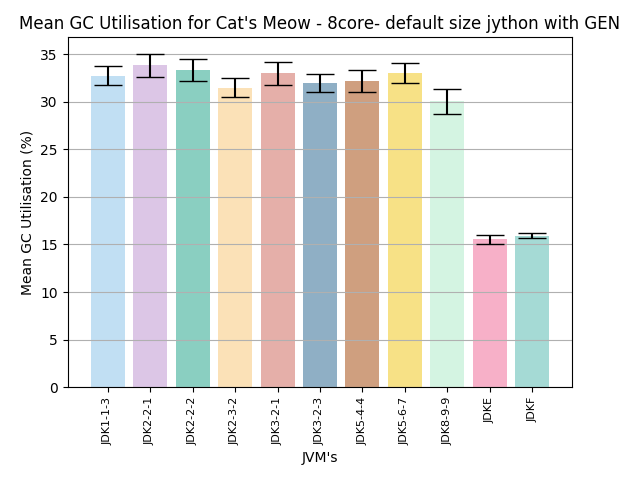 Mean GC Utilisation for Cat's Meow - 8core- default size jython with GEN
Mean GC Utilisation (%)
35
30
25
20
15
10
5
0
JDK1-1-3
JDK2-2-1
JDK2-2-2
JDK2-3-2
JDK3-2-1
JDK3-2-3
JDK5-4-4
JDK5-6-7
JDK8-9-9
JDKE
JDKF
JVM's